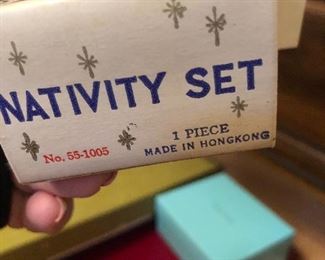 NATIVITY SET
1 PIECE
No. 55-1005
MADE IN HONGKONG